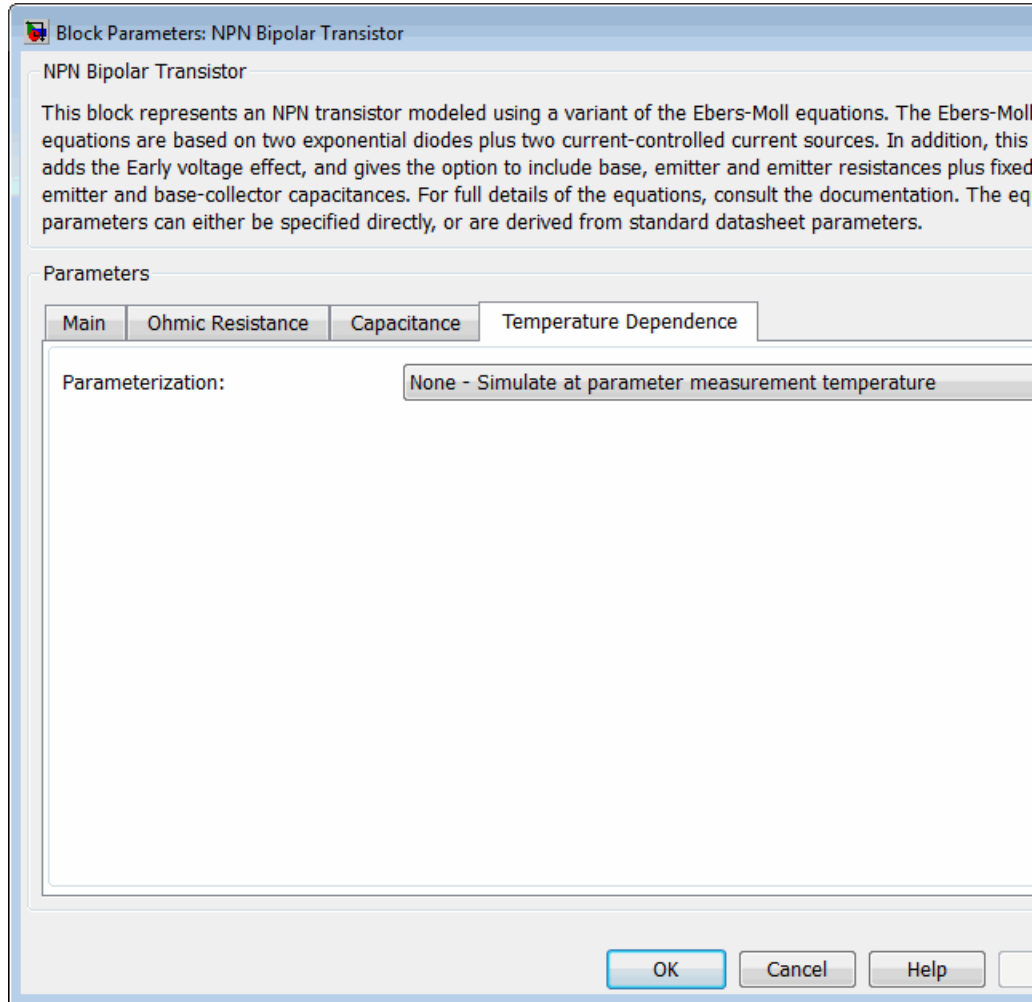 Block Parameters: NPN Bipolar Transistor
NPN Bipolar Transistor
This block represents an NPN transistor modeled using a variant of the Ebers-Moll equations. The Ebers-Moll
equations are based on two exponential diodes plus two current-controlled current sources. In addition, this
adds the Early voltage effect, and gives the option to include base, emitter and emitter resistances plus fixed
emitter and base-collector capacitances. For full details of the equations, consult the documentation. The eq
parameters can either be specified directly, or are derived from standard datasheet parameters.
Parameters
Main Ohmic Resistance Capacitance Temperature Dependence
Parameterization: None - Simulate at parameter measurement temperature
OK Cancel Help